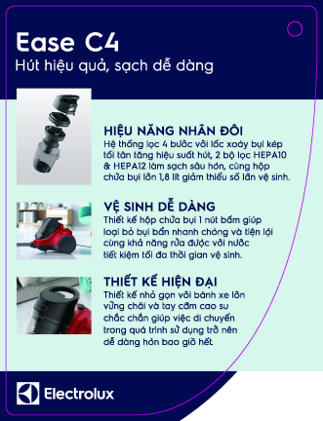 Ease C4
Hút hiệu quả, sạch dễ dàng
HIỆU NĂNG NHÂN ĐÔI
Hệ thống lọc 4 bước với lốc xoáy bụi kép
tối tân tăng hiệu suất hút, 2 bộ lọc HEPA10
& HEPA12 làm sạch sâu hơn, cùng hộp
chứa bụi lớn 1,8 lít giảm thiểu số lần vệ sinh.
VỆ SINH DỄ DÀNG
Thiết kế hộp chứa bụi 1 nút bấm giúp
loại bỏ bụi bẩn nhanh chóng và tiện lợi
cùng khả năng rửa được với nước
tiết kiệm tối đa thời gian vệ sinh.
THIẾT KẾ HIỆN ĐẠI
Thiết kế nhỏ gọn với bánh xe lớn
vững chãi và tay cầm cao su
chắc chắn giúp việc di chuyển
trong quá trình sử dụng trở nên
dễ dàng hơn bao giờ hết.
Electrolux